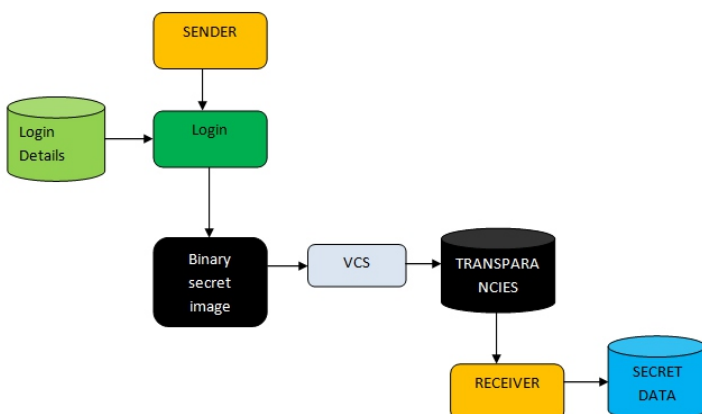 SENDER
Login
Details
Login
Binary
secret
image
VCS
TRANSPARA
NCIES
RECEIVER
SECRET
DATA